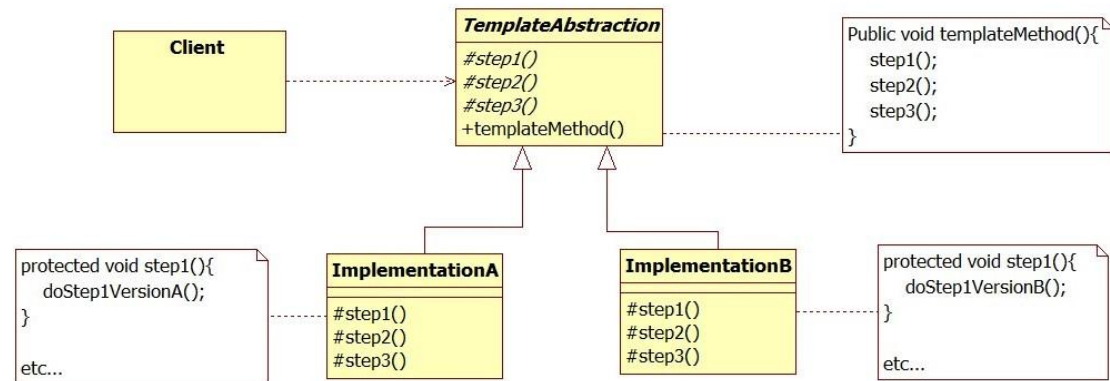 Client
TemplateAbstraction
#step1()
#step2()
#step3()
+templateMethod()
Public void templateMethod(){
step1();
step2();
step3();
}
protected void step1(){
doStep1VersionA();
}
etc...
ImplementationA
#step1()
#step2()
#step3()
ImplementationB
#step1()
#step2()
#step3()
protected void step1(){
doStep1VersionB();
}
etc...